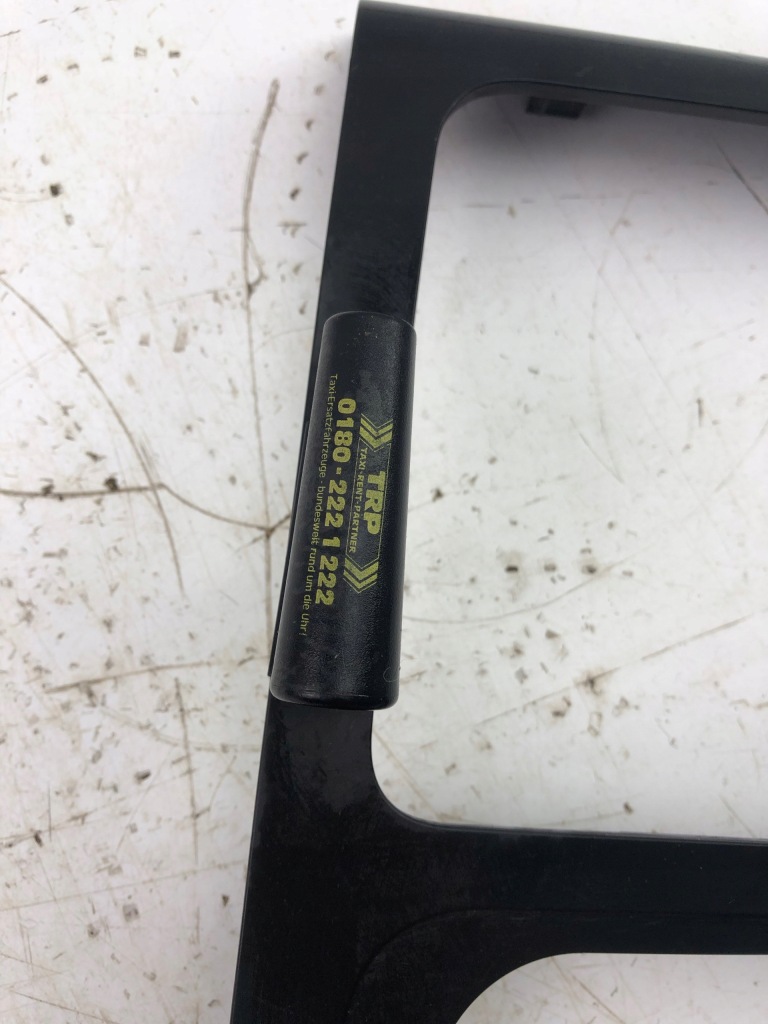 TRP
TAXI-RENT-PARTNER
0180-222 1 222
Taxi-Ersatzfahrzeuge - bundesweit rund um die Uhr!